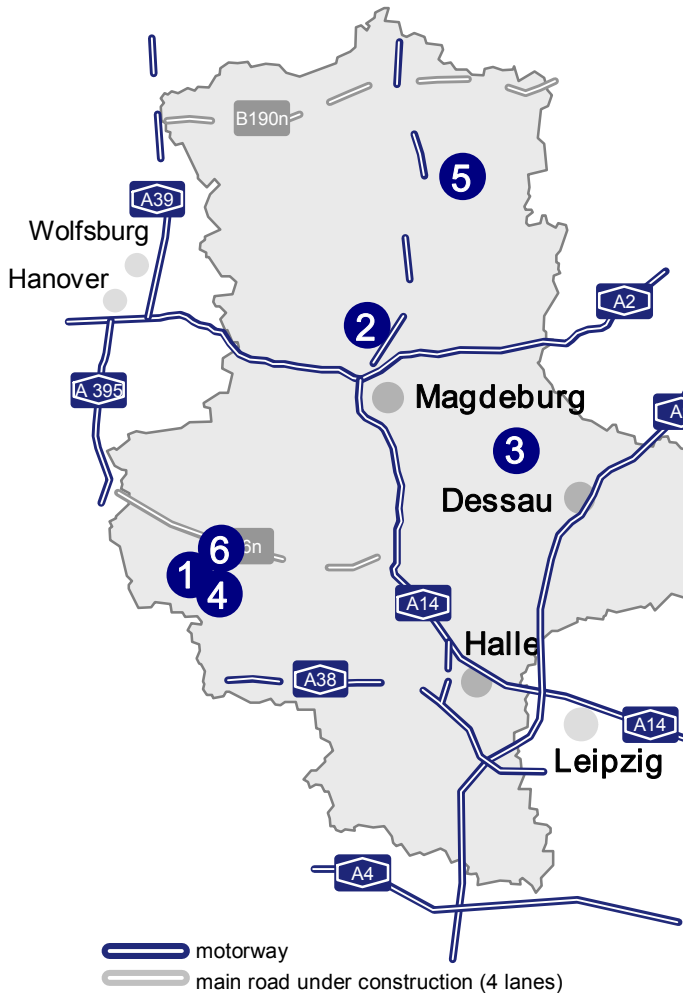 B190n
5
A39
Wolfsburg
Hanover
A2
2
A 395
Magdeburg
A
3
Dessau
6n
6
1
4
A14
Halle
A38
A14
Leipzig
A4
motorway
main road under construction (4 lanes)